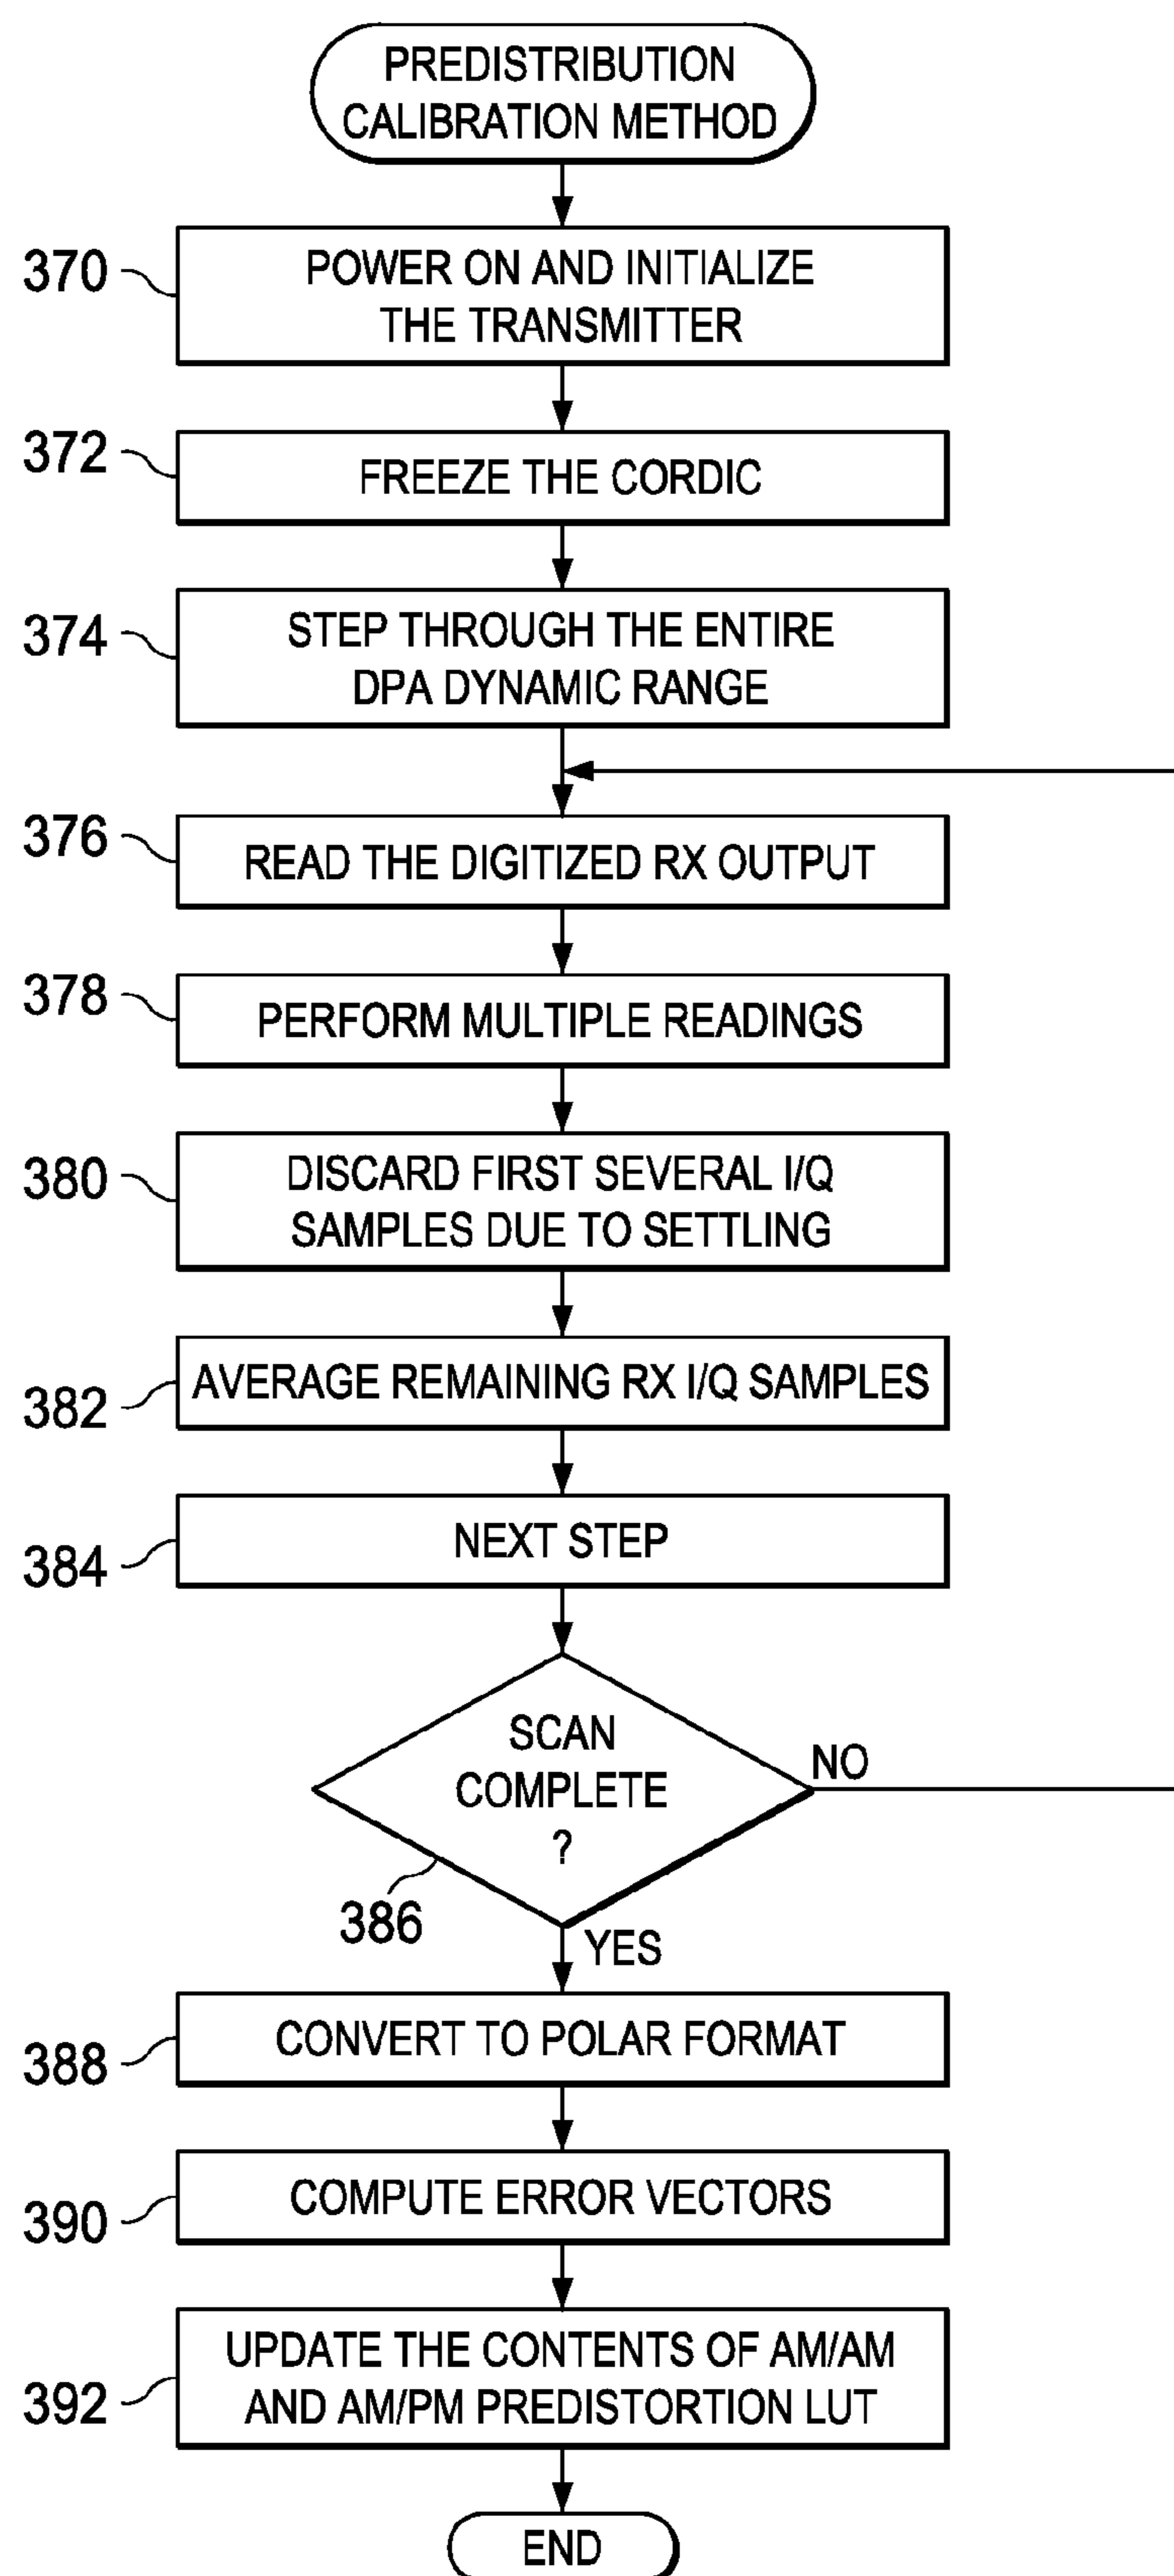 PREDISTRIBUTION
CALIBRATION METHOD
370
POWER ON AND INITIALIZE
THE TRANSMITTER
372
FREEZE THE CORDIC
374
STEP THROUGH THE ENTIRE
DPA DYNAMIC RANGE
376
READ THE DIGITIZED RX OUTPUT
378
PERFORM MULTIPLE READINGS
380
DISCARD FIRST SEVERAL I/Q
SAMPLES DUE TO SETTLING
382
AVERAGE REMAINING RX I/Q SAMPLES
384
NEXT STEP
SCAN
COMPLETE
?
NO
386
YES
388
CONVERT TO POLAR FORMAT
390
COMPUTE ERROR VECTORS
392
UPDATE THE CONTENTS OF AM/AM
AND AM/PM PREDISTORTION LUT
END